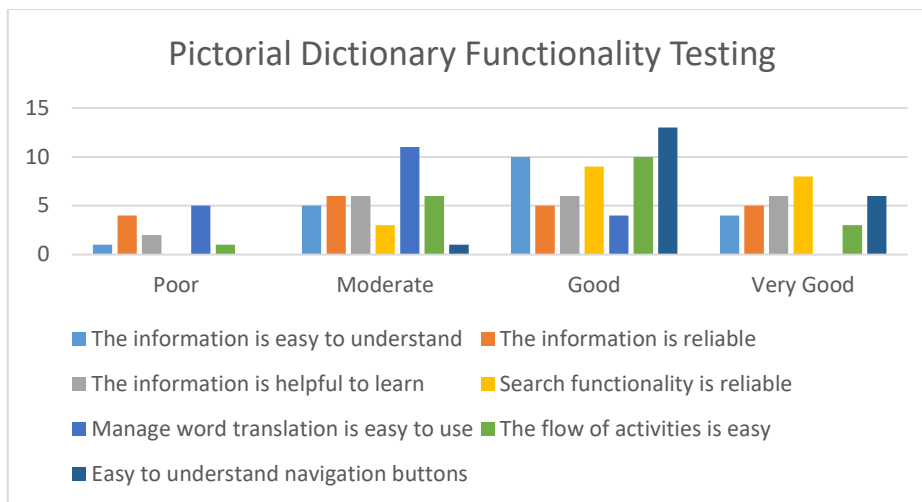 Pictorial Dictionary Functionality Testing
15
10
5
0
Poor Moderate Good Very Good
The information is easy to understand The information is reliable
The information is helpful to learn Search functionality is reliable
Manage word translation is easy to use The flow of activities is easy
Easy to understand navigation buttons